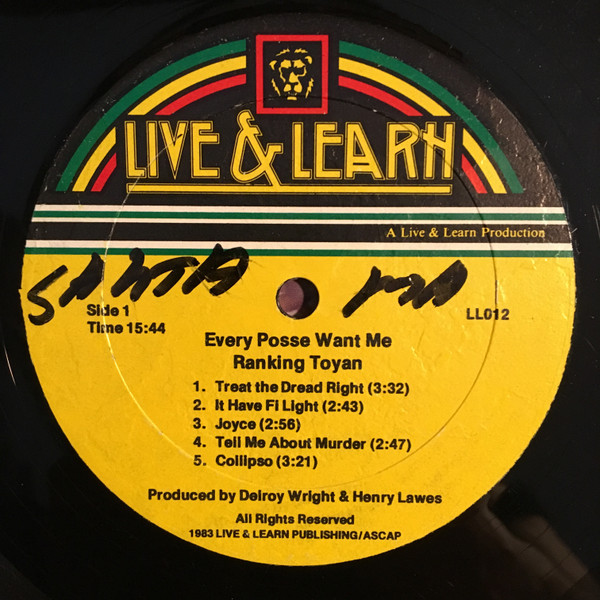 LIVE & LEARN
A Live & Learn Production
Side 1
Time 15:44
LL012
Every Posse Want Me
Ranking Toyan
1. Treat the Dread Right (3:32)
2. It Have Fi Light (2:43)
3. Joyce (2:56)
4. Tell Me About Murder (2:47)
5. Collipso (3:21)
Produced by Delroy Wright & Henry Lawes
All Rights Reserved
1983 LIVE & LEARN PUBLISHING/ASCAP